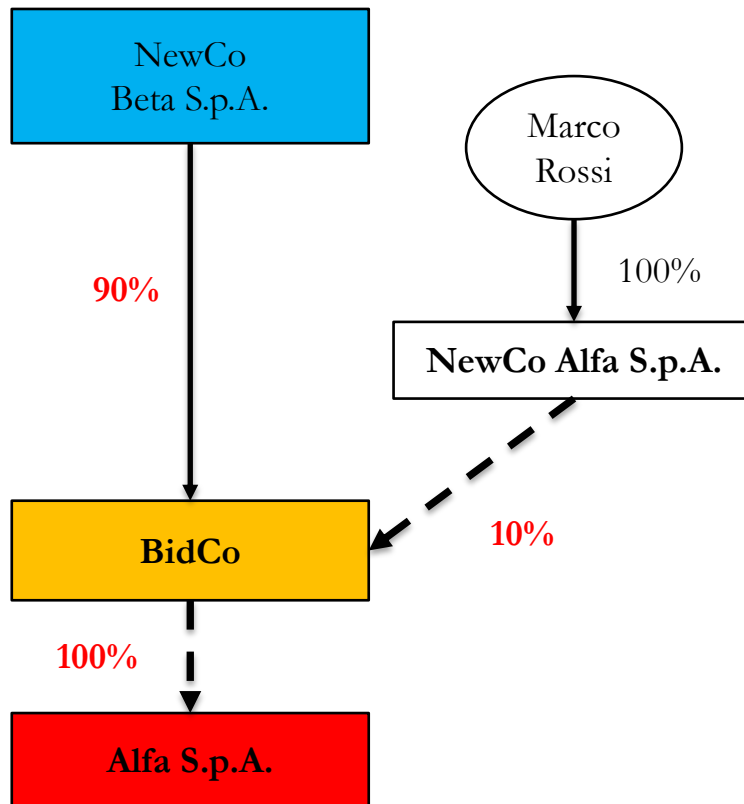 NewCo
Beta S.p.A.
Marco
Rossi
90%
100%
NewCo Alfa S.p.A.
BidCo
10%
100%
Alfa S.p.A.